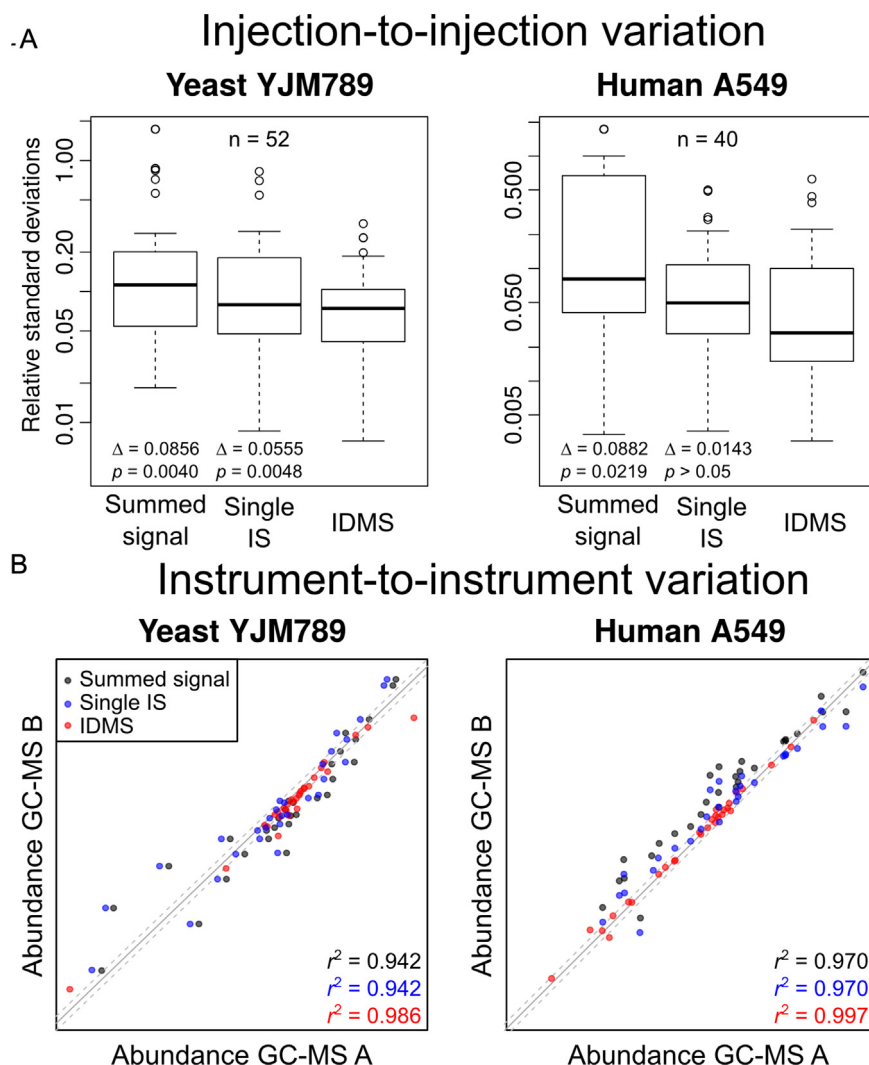 A
Injection-to-injection variation
Yeast YJM789
Human A549
Relative standard deviations
1.00
0.20
0.05
0.01
n = 52
Δ = 0.0856
p = 0.0040
Δ = 0.0555
p = 0.0048
Summed
signal
Single
IS
IDMS
0.500
0.050
0.005
n = 40
Δ = 0.0882
p = 0.0219
Δ = 0.0143
p > 0.05
Summed
signal
Single
IS
IDMS
B
Instrument-to-instrument variation
Yeast YJM789
Human A549
Abundance GC-MS B
Summed signal
Single IS
IDMS
r² = 0.942
r² = 0.942
r² = 0.986
Abundance GC-MS A
Abundance GC-MS B
r² = 0.970
r² = 0.970
r² = 0.997
Abundance GC-MS A